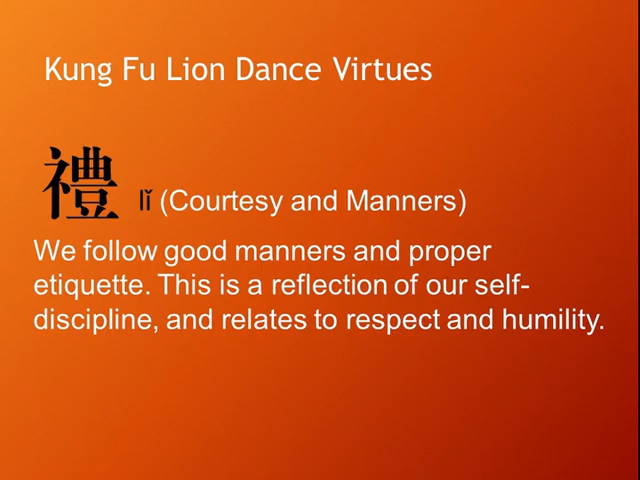 Kung Fu Lion Dance Virtues
禮 lǐ (Courtesy and Manners)
We follow good manners and proper
etiquette. This is a reflection of our self-
discipline, and relates to respect and humility.